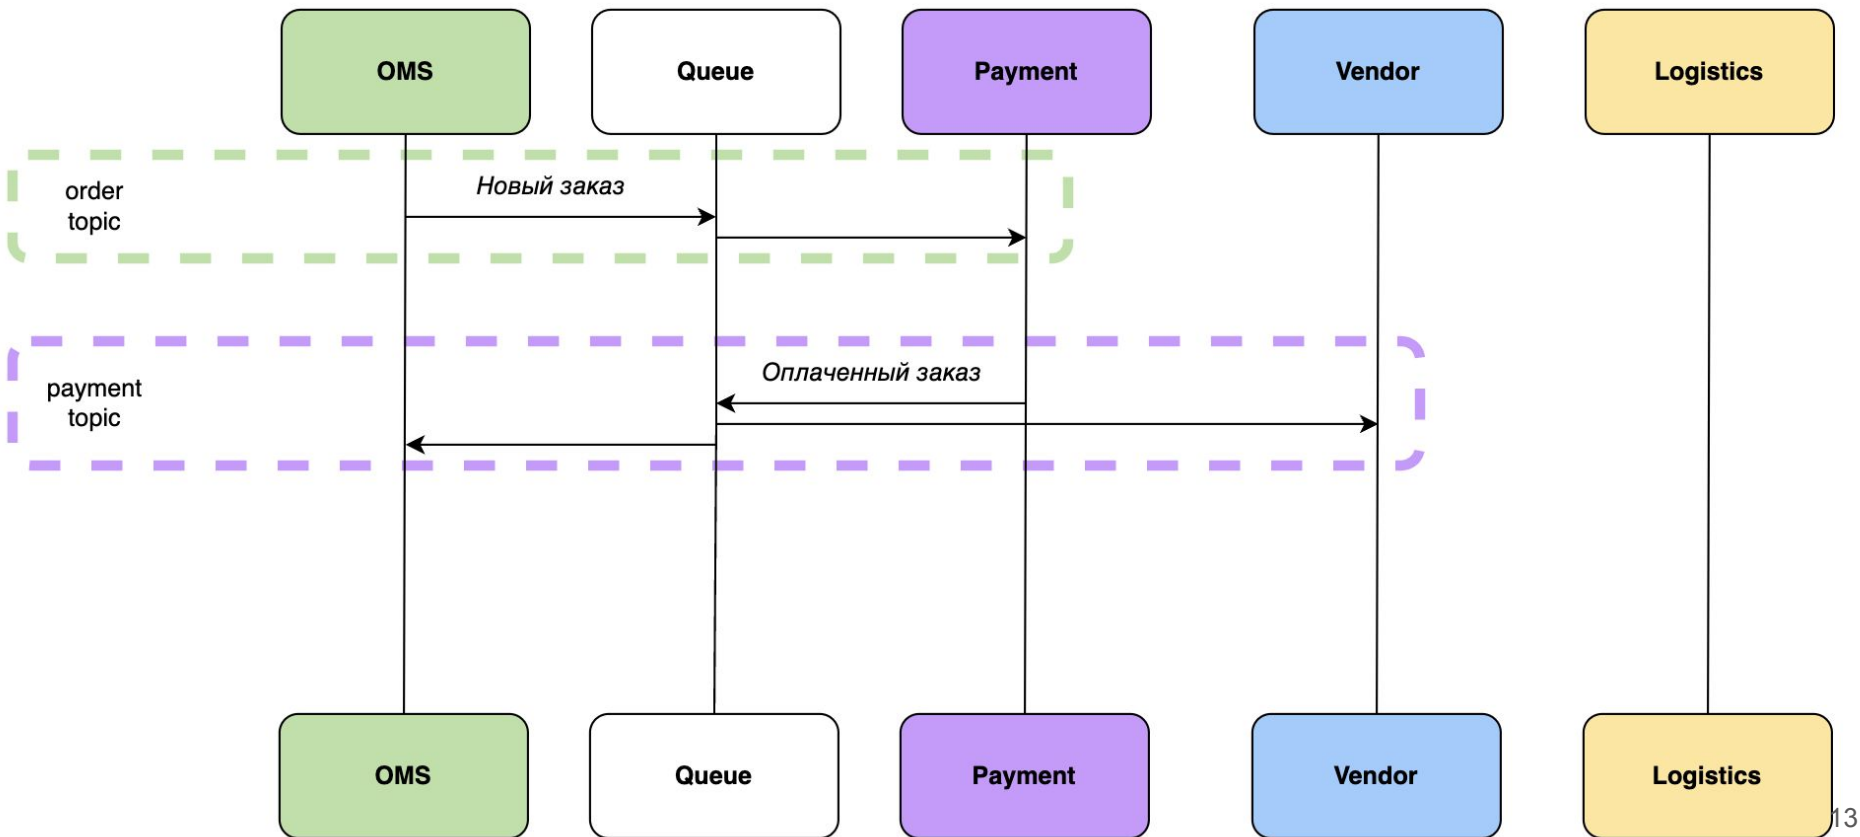 OMS
Queue
Payment
Vendor
Logistics
order
topic
Новый заказ
payment
topic
Оплаченный заказ
OMS
Queue
Payment
Vendor
Logistics
13